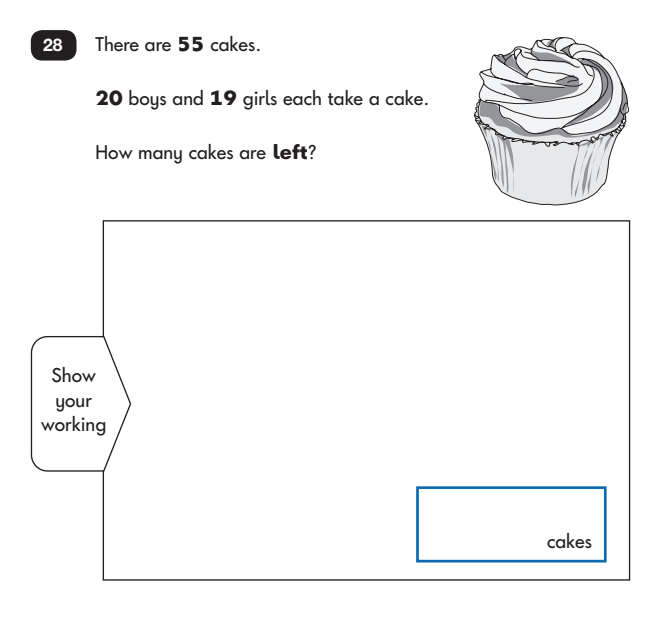 28 There are 55 cakes.
20 boys and 19 girls each take a cake.
How many cakes are left?
Show
your
working
cakes